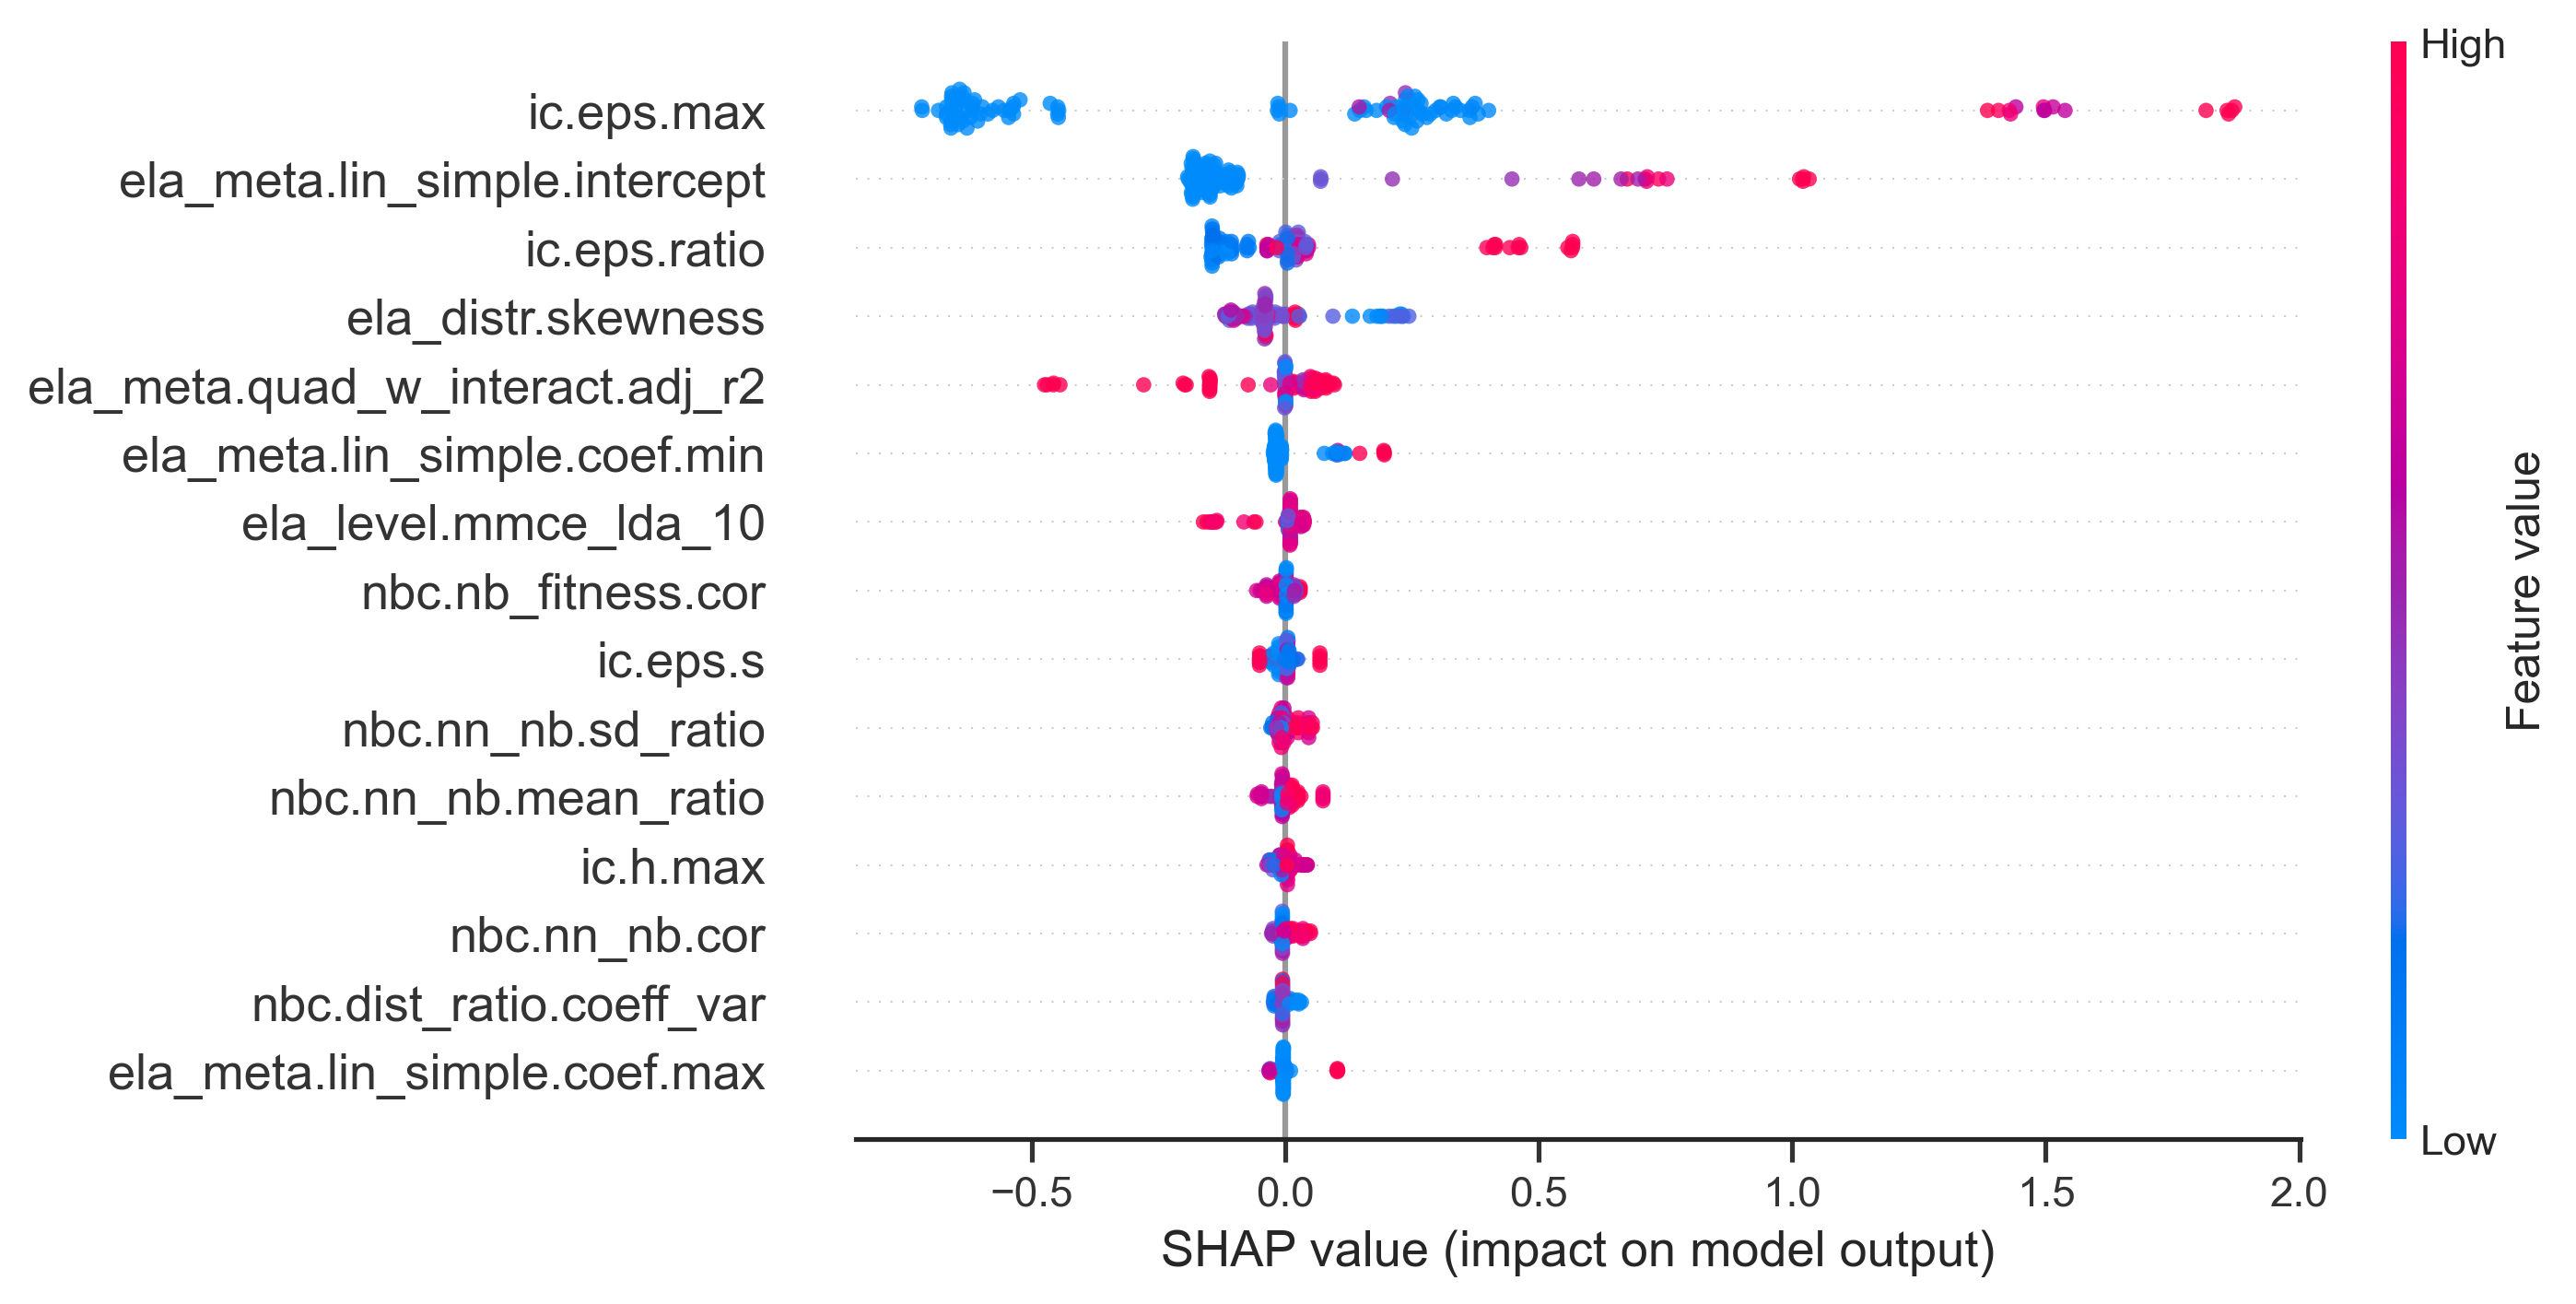 ic.eps.max
ela_meta.lin_simple.intercept
ic.eps.ratio
ela_distr.skewness
ela_meta.quad_w_interact.adj_r2
ela_meta.lin_simple.coef.min
ela_level.mmce_lda_10
nbc.nb_fitness.cor
ic.eps.s
nbc.nn_nb.sd_ratio
nbc.nn_nb.mean_ratio
ic.h.max
nbc.nn_nb.cor
nbc.dist_ratio.coeff_var
ela_meta.lin_simple.coef.max
−0.5 0.0 0.5 1.0 1.5 2.0
SHAP value (impact on model output)
High
Feature value
Low